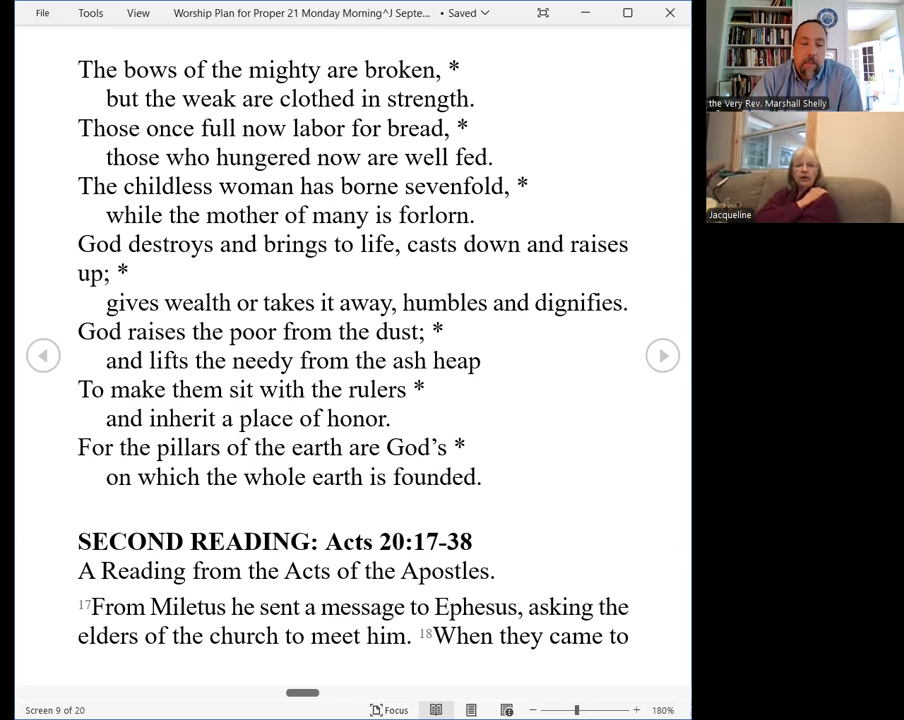 File Tools View Worship Plan for Proper 21 Monday Morning^J Septe... • Saved
The bows of the mighty are broken, *
but the weak are clothed in strength.
Those once full now labor for bread, *
those who hungered now are well fed.
The childless woman has borne sevenfold, *
while the mother of many is forlorn.
God destroys and brings to life, casts down and raises
up; *
gives wealth or takes it away, humbles and dignifies.
God raises the poor from the dust; *
and lifts the needy from the ash heap
To make them sit with the rulers *
and inherit a place of honor.
For the pillars of the earth are God’s *
on which the whole earth is founded.
SECOND READING: Acts 20:17-38
A Reading from the Acts of the Apostles.
17From Miletus he sent a message to Ephesus, asking the
elders of the church to meet him. 18When they came to
Screen 9 of 20 Focus 180%
the Very Rev. Marshall Shelly
Jacqueline